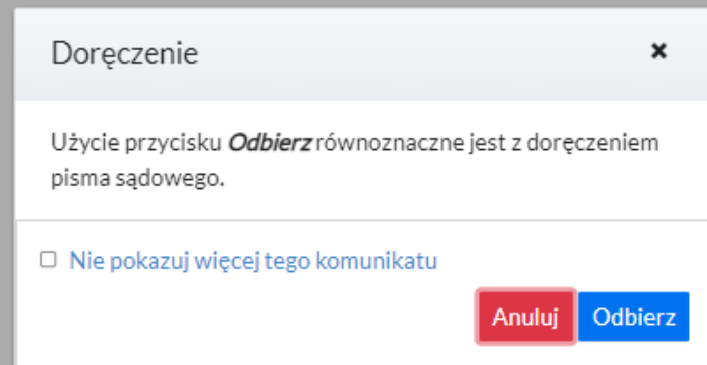 Doręczenie
Użycie przycisku Odbierz równoznaczne jest z doręczeniem
pisma sądowego.
Nie pokazuj więcej tego komunikatu
Anuluj Odbierz